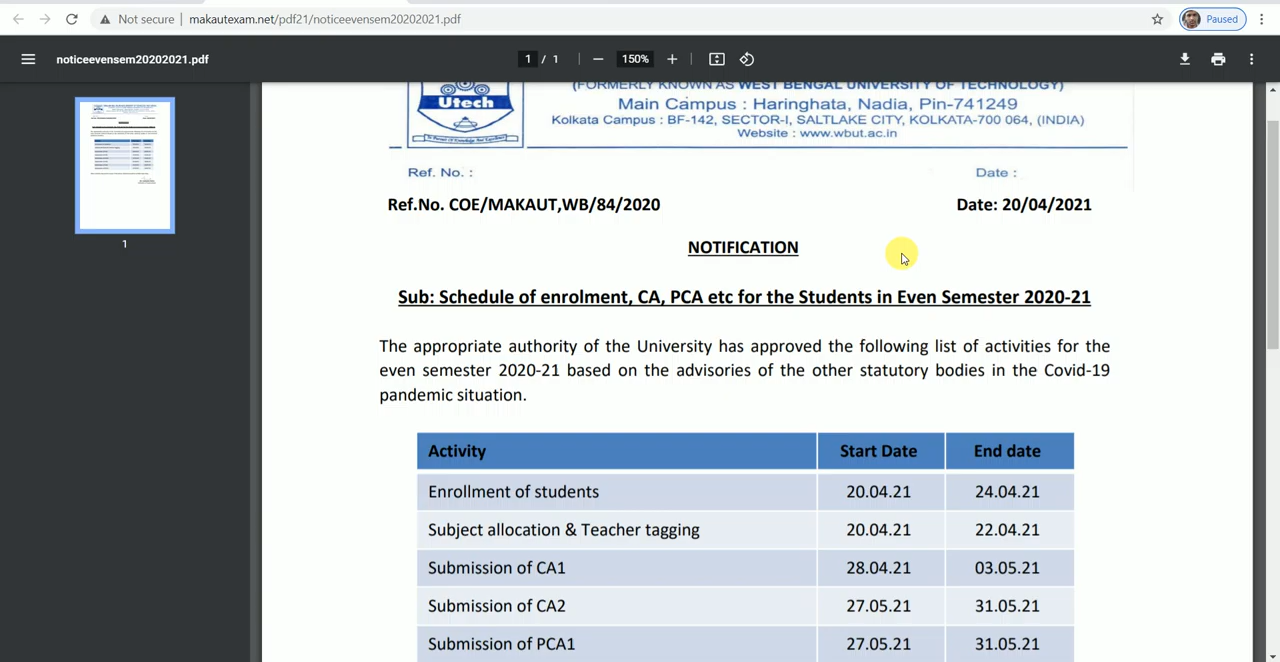 Not secure | makautexam.net/pdf21/noticeevensem20202021.pdf
Paused
noticeevensem20202021.pdf
1 / 1
150%
1
Utech
(FORMERLY KNOWN AS WEST BENGAL UNIVERSITY OF TECHNOLOGY)
Main Campus : Haringhata, Nadia, Pin-741249
Kolkata Campus : BF-142, SECTOR-I, SALTLAKE CITY, KOLKATA-700 064, (INDIA)
Website : www.wbut.ac.in
Ref. No. :
Date :
Ref.No. COE/MAKAUT,WB/84/2020
Date: 20/04/2021
NOTIFICATION
Sub: Schedule of enrolment, CA, PCA etc for the Students in Even Semester 2020-21
The appropriate authority of the University has approved the following list of activities for the
even semester 2020-21 based on the advisories of the other statutory bodies in the Covid-19
pandemic situation.
Activity Start Date End date
Enrollment of students 20.04.21 24.04.21
Subject allocation & Teacher tagging 20.04.21 22.04.21
Submission of CA1 28.04.21 03.05.21
Submission of CA2 27.05.21 31.05.21
Submission of PCA1 27.05.21 31.05.21